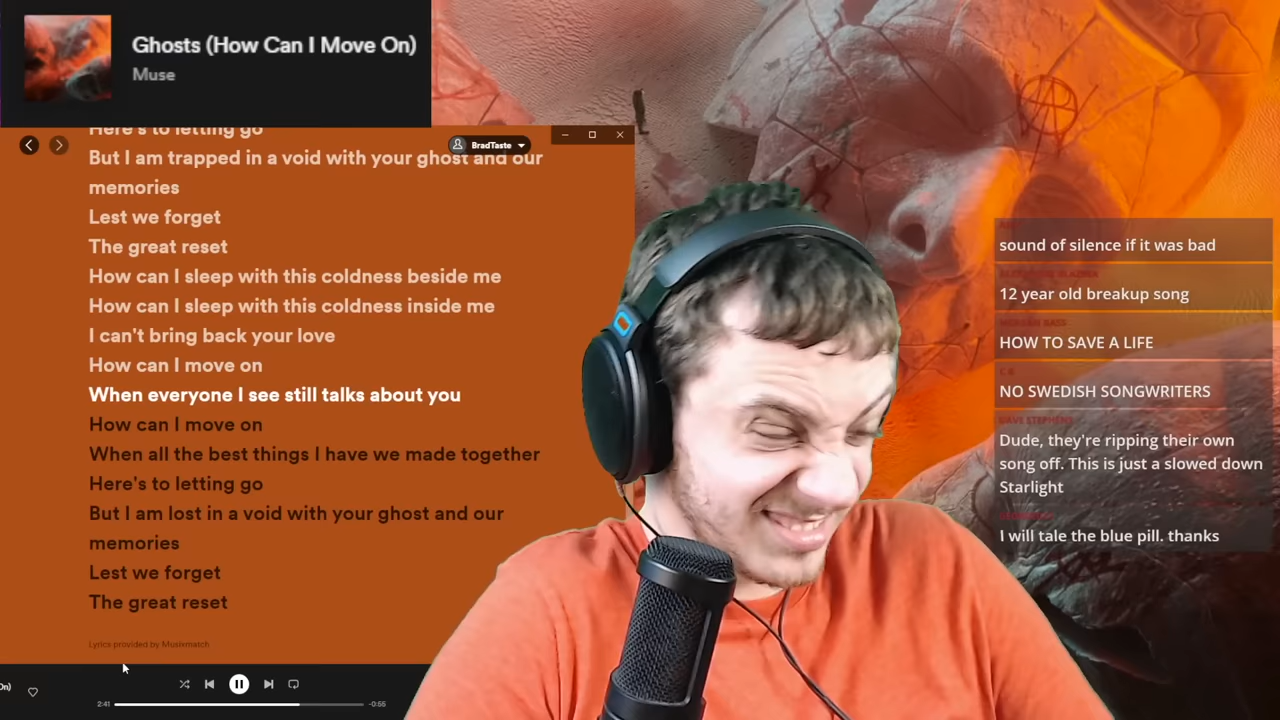 Ghosts (How Can I Move On)
Muse
Here's to letting go
BradTaste
But I am trapped in a void with your ghost and our
memories
Lest we forget
The great reset
How can I sleep with this coldness beside me
How can I sleep with this coldness inside me
I can't bring back your love
How can I move on
When everyone I see still talks about you
How can I move on
When all the best things I have we made together
Here's to letting go
But I am lost in a void with your ghost and our
memories
Lest we forget
The great reset
Lyrics provided by Musixmatch
On)
2:41
-0:55
sound of silence if it was bad
12 year old breakup song
HOW TO SAVE A LIFE
NO SWEDISH SONGWRITERS
Dude, they're ripping their own
song off. This is just a slowed down
Starlight
I will tale the blue pill. thanks